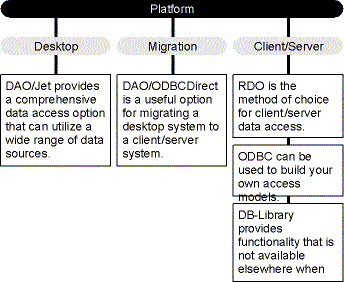 Platform
Desktop
Migration
Client/Server
DAO/Jet provides
a comprehensive
data access option
that can utilize a
wide range of data
sources.
DAO/ODBCDirect
is a useful option
for migrating a
desktop system to
a client/server
system.
RDO is the
method of choice
for client/server
data access.
ODBC can be
used to build your
own access
models.
DB-Library
provides
functionality that is
not available
elsewhere when